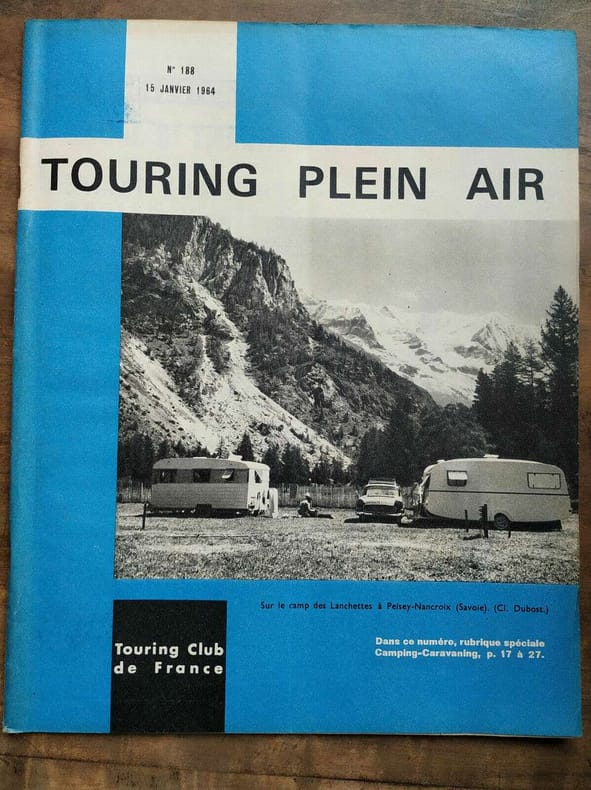 N° 188
15 JANVIER 1964
TOURING PLEIN AIR
Sur le camp des Lanchettes à Peisey-Nancroix (Savoie). (Cl. Dubost.)
Dans ce numéro, rubrique spéciale
Camping-Caravaning, p. 17 à 27.
Touring Club
de France